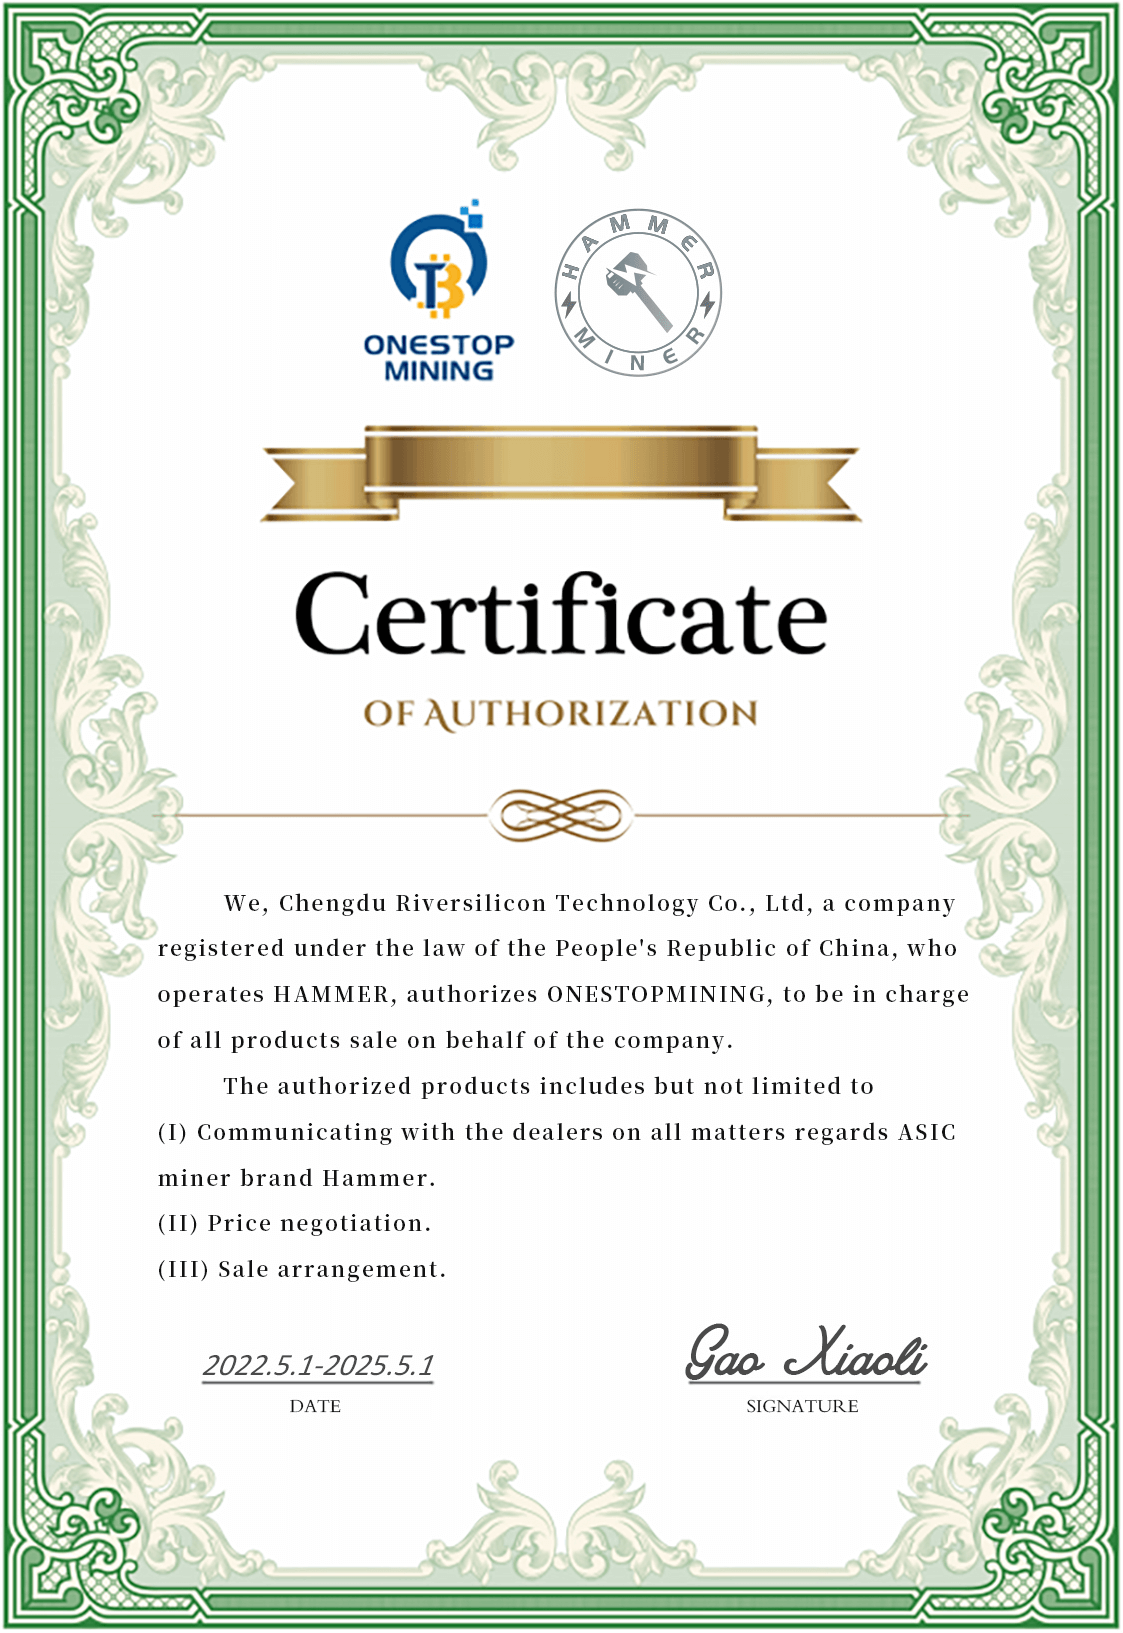 ONESTOP
MINING
HAMMER
MINER
Certificate
OF AUTHORIZATION
We, Chengdu Riversilicon Technology Co., Ltd, a company
registered under the law of the People's Republic of China, who
operates HAMMER, authorizes ONESTOPMINING, to be in charge
of all products sale on behalf of the company.
The authorized products includes but not limited to
(I) Communicating with the dealers on all matters regards ASIC
miner brand Hammer.
(II) Price negotiation.
(III) Sale arrangement.
2022.5.1-2025.5.1
Gao Xiaoli
DATE
SIGNATURE